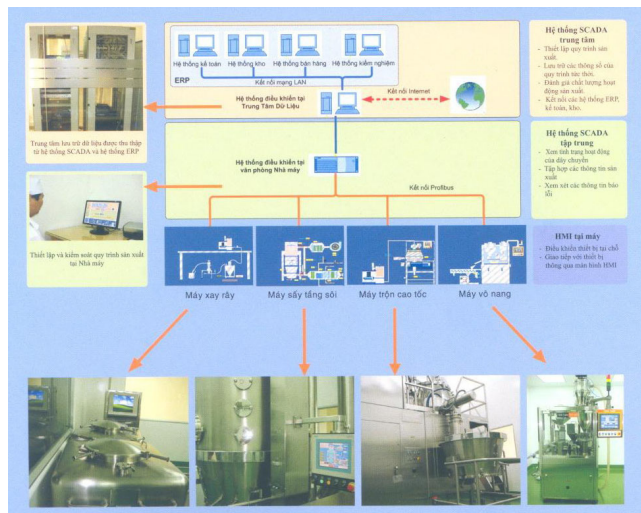 Hệ thống kế toán
Hệ thống kho
Hệ thống bán hàng
Hệ thống kiểm nghiệm
ERP
Kết nối mạng LAN
Hệ thống điều khiển tại
Trung Tâm Dữ Liệu
Kết nối Internet
Hệ thống SCADA
trung tâm
- Thiết lập quy trình sản
xuất.
- Lưu trữ các thông số của
quy trình tức thời.
- Đánh giá chất lượng hoạt
động sản xuất.
- Kết nối các hệ thống ERP,
kế toán, kho.
Trung tâm lưu trữ dữ liệu được thu thập
từ hệ thống SCADA và hệ thống ERP
Hệ thống điều khiển tại
văn phòng Nhà máy
Hệ thống SCADA
tập trung
- Xem tình trạng hoạt động
của dây chuyền
- Tập hợp các thông tin sản
xuất
- Xem xét các thông tin báo
lỗi
Kết nối Profibus
Thiết lập và kiểm soát quy trình sản xuất
tại Nhà máy
HMI tại máy
- Điều khiển thiết bị tại chỗ
- Giao tiếp với thiết bị
thông qua màn hình HMI
Máy xay rây
Máy sấy tầng sôi
Máy trộn cao tốc
Máy vô nang